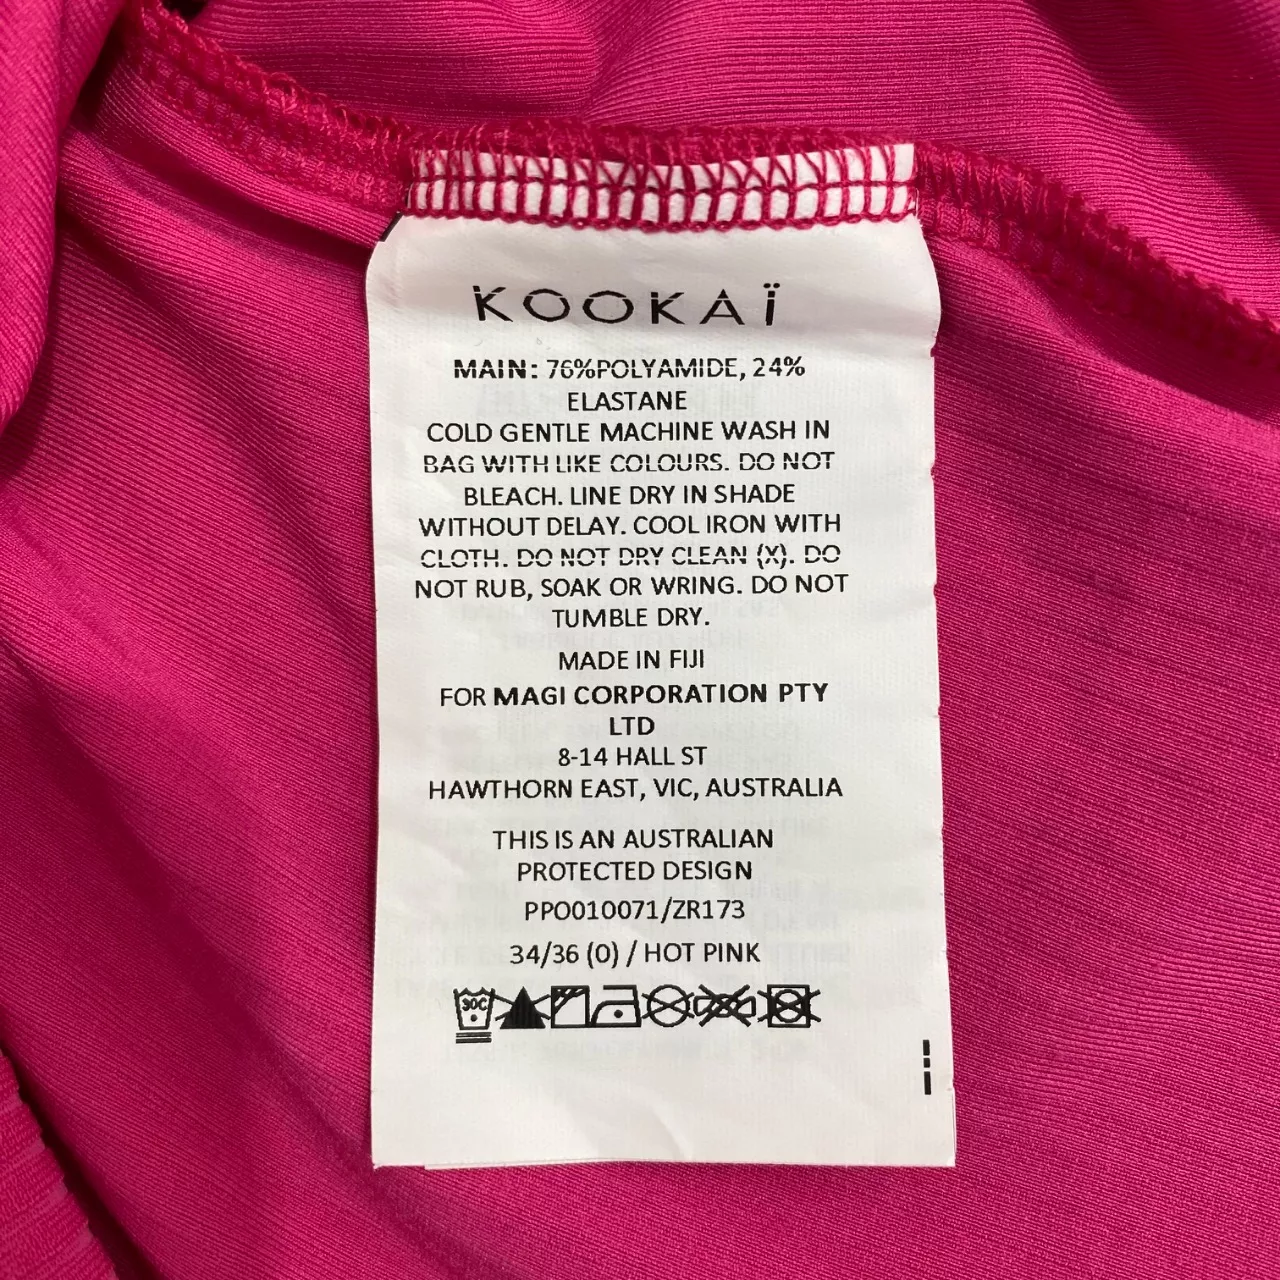 KOOKAÏ
MAIN: 76%POLYAMIDE, 24%
ELASTANE
COLD GENTLE MACHINE WASH IN
BAG WITH LIKE COLOURS. DO NOT
BLEACH. LINE DRY IN SHADE
WITHOUT DELAY. COOL IRON WITH
CLOTH. DO NOT DRY CLEAN (X). DO
NOT RUB, SOAK OR WRING. DO NOT
TUMBLE DRY.
MADE IN FIJI
FOR MAGI CORPORATION PTY
LTD
8-14 HALL ST
HAWTHORN EAST, VIC, AUSTRALIA
THIS IS AN AUSTRALIAN
PROTECTED DESIGN
PPO010071/ZR173
34/36 (0) / HOT PINK
30C